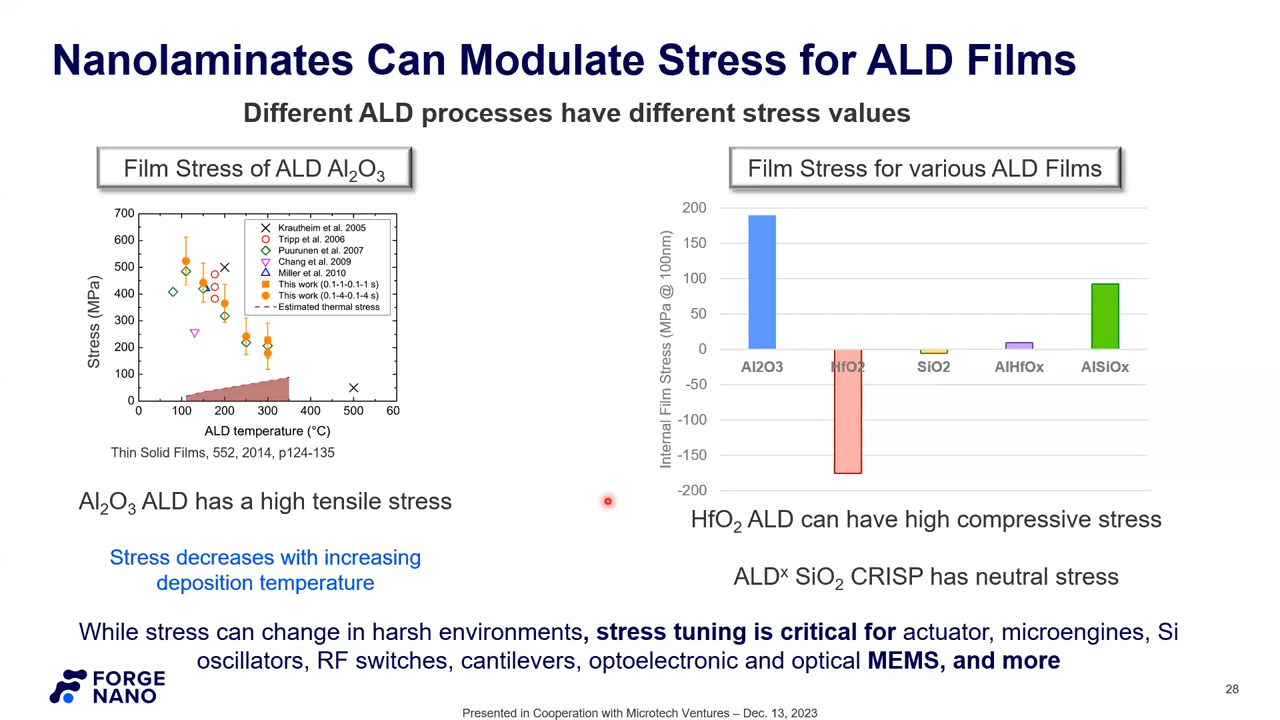 Nanolaminates Can Modulate Stress for ALD Films
Different ALD processes have different stress values
Film Stress of ALD Al₂O₃
700
600
500
400
300
200
100
0
Stress (MPa)
0 100 200 300 400 500 60
ALD temperature (°C)
Krautheim et al. 2005
Tripp et al. 2006
Puurunen et al. 2007
Chang et al. 2009
Miller et al. 2010
This work (0.1-1-0.1-1 s)
This work (0.1-4-0.1-4 s)
Estimated thermal stress
Thin Solid Films, 552, 2014, p124-135
Al₂O₃ ALD has a high tensile stress
Stress decreases with increasing
deposition temperature
Film Stress for various ALD Films
Internal Film Stress (MPa @ 100nm)
200
150
100
50
0
-50
-100
-150
-200
Al2O3 HfO2 SiO2 AlHfOx AlSiOx
HfO₂ ALD can have high compressive stress
ALDˣ SiO₂ CRISP has neutral stress
While stress can change in harsh environments, stress tuning is critical for actuator, microengines, Si
oscillators, RF switches, cantilevers, optoelectronic and optical MEMS, and more
FORGE
NANO
28
Presented in Cooperation with Microtech Ventures – Dec. 13, 2023